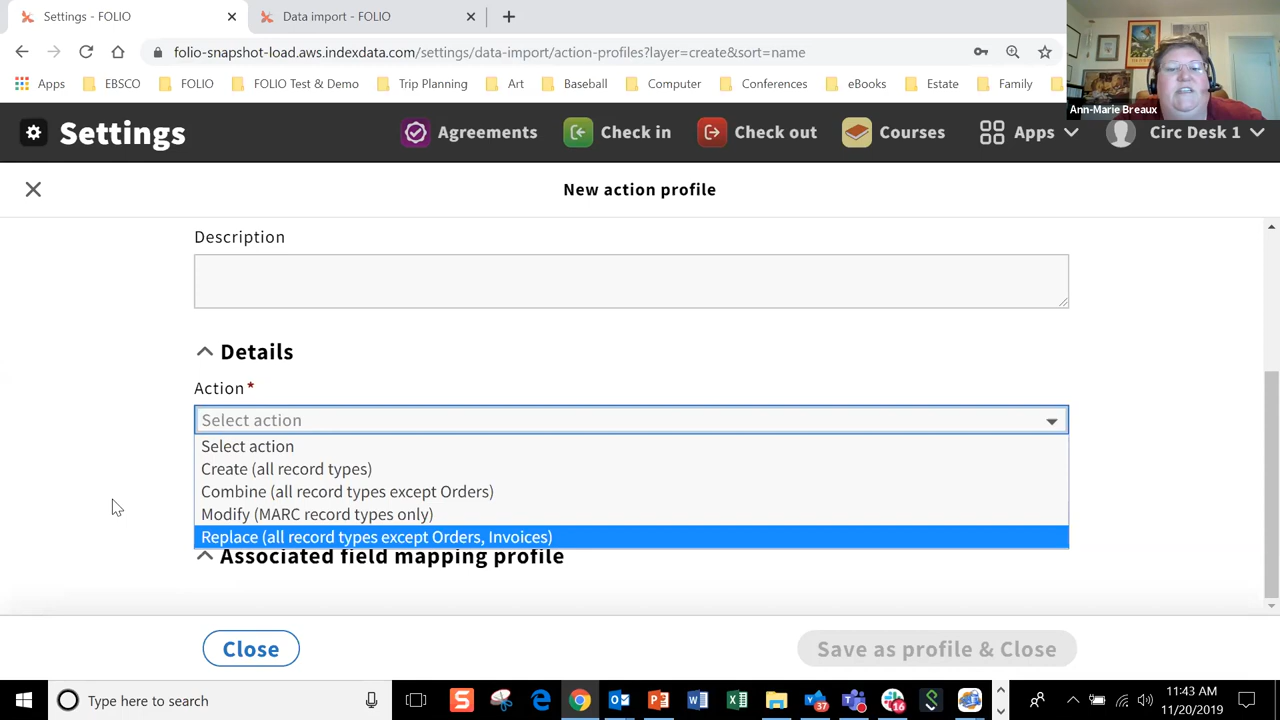 Settings - FOLIO
Data import - FOLIO
folio-snapshot-load.aws.indexdata.com/settings/data-import/action-profiles?layer=create&sort=name
Apps EBSCO FOLIO FOLIO Test & Demo Trip Planning Art Baseball Computer Conferences eBooks Estate Family
Ann-Marie Breaux
Settings Agreements Check in Check out Courses Apps Circ Desk 1
New action profile
Description
Details
Action*
Select action
Select action
Create (all record types)
Combine (all record types except Orders)
Modify (MARC record types only)
Replace (all record types except Orders, Invoices)
Associated field mapping profile
Close Save as profile & Close
Type here to search
37
16
11:43 AM
11/20/2019